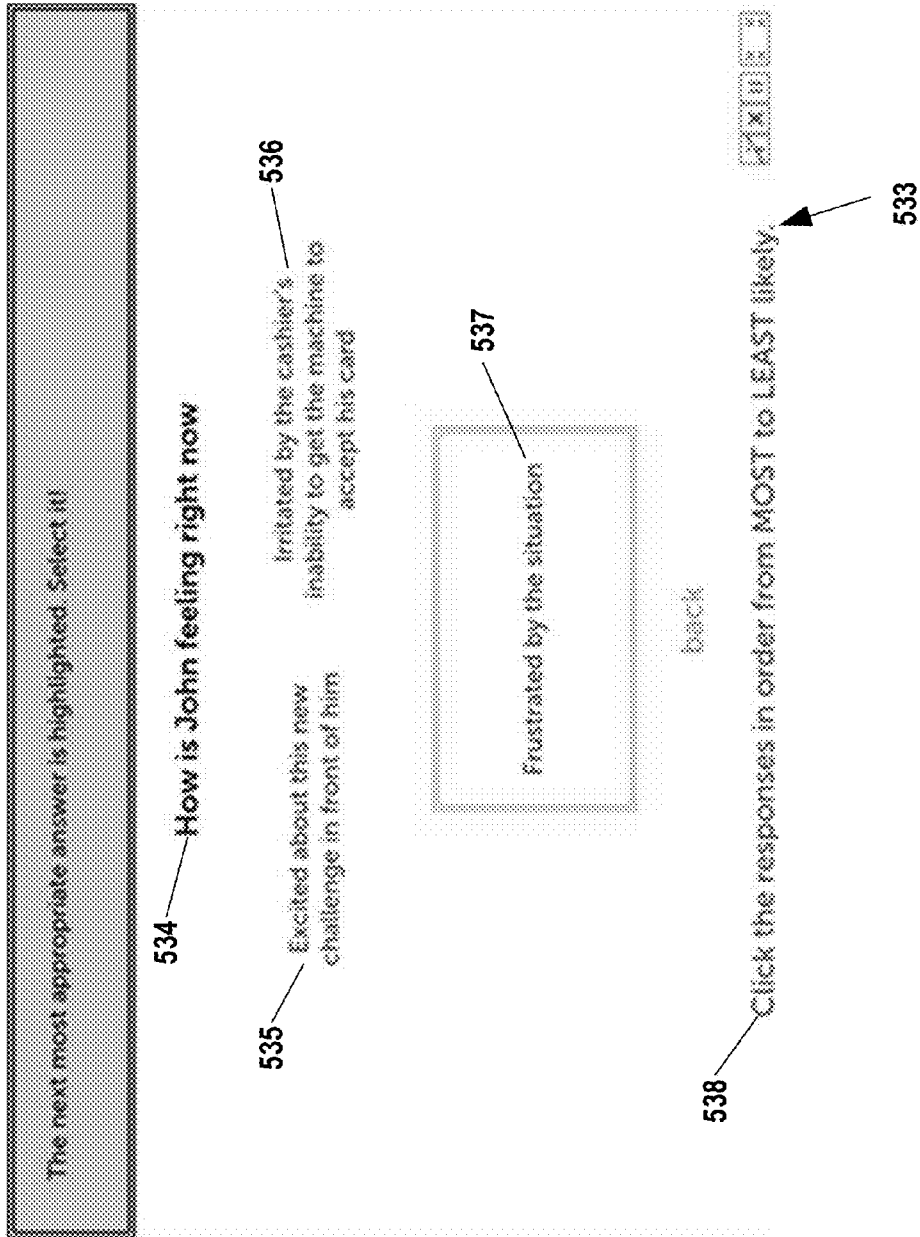 The next most appropriate answer is highlighted. Select it!
534
How is John feeling right now
535
Excited about this new
challenge in front of him
536
Irritated by the cashier's
inability to get the machine to
accept his card
537
Frustrated by the situation
back
538
Click the responses in order from MOST to LEAST likely.
533